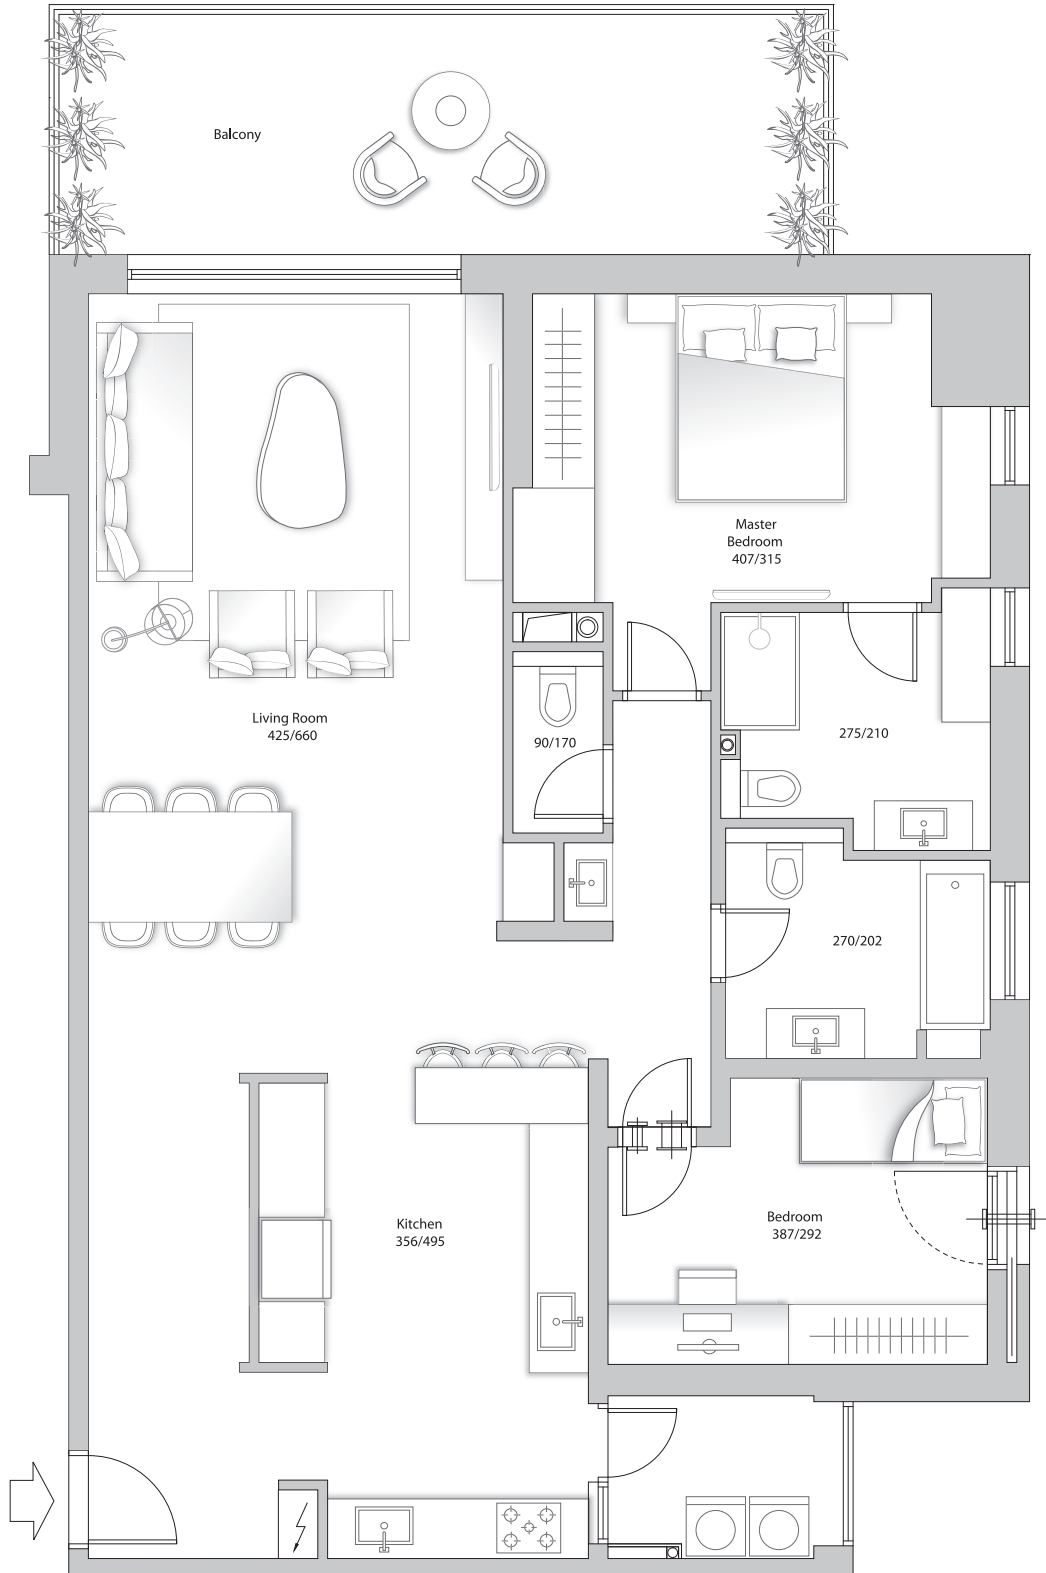 Balcony
Master
Bedroom
407/315
Living Room
425/660
90/170
275/210
270/202
Kitchen
356/495
Bedroom
387/292